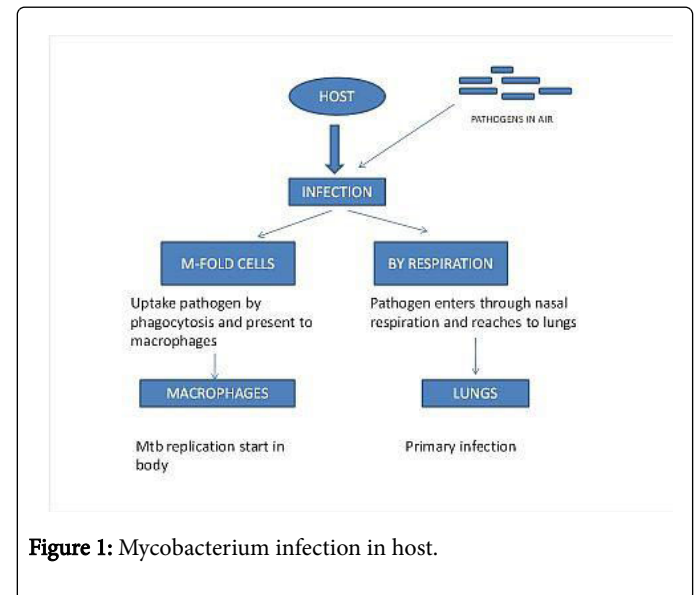 HOST
PATHOGENS IN AIR
INFECTION
M-FOLD CELLS
BY RESPIRATION
Uptake pathogen by
phagocytosis and present to
macrophages
Pathogen enters through nasal
respiration and reaches to lungs
MACROPHAGES
LUNGS
Mtb replication start in
body
Primary infection
Figure 1: Mycobacterium infection in host.